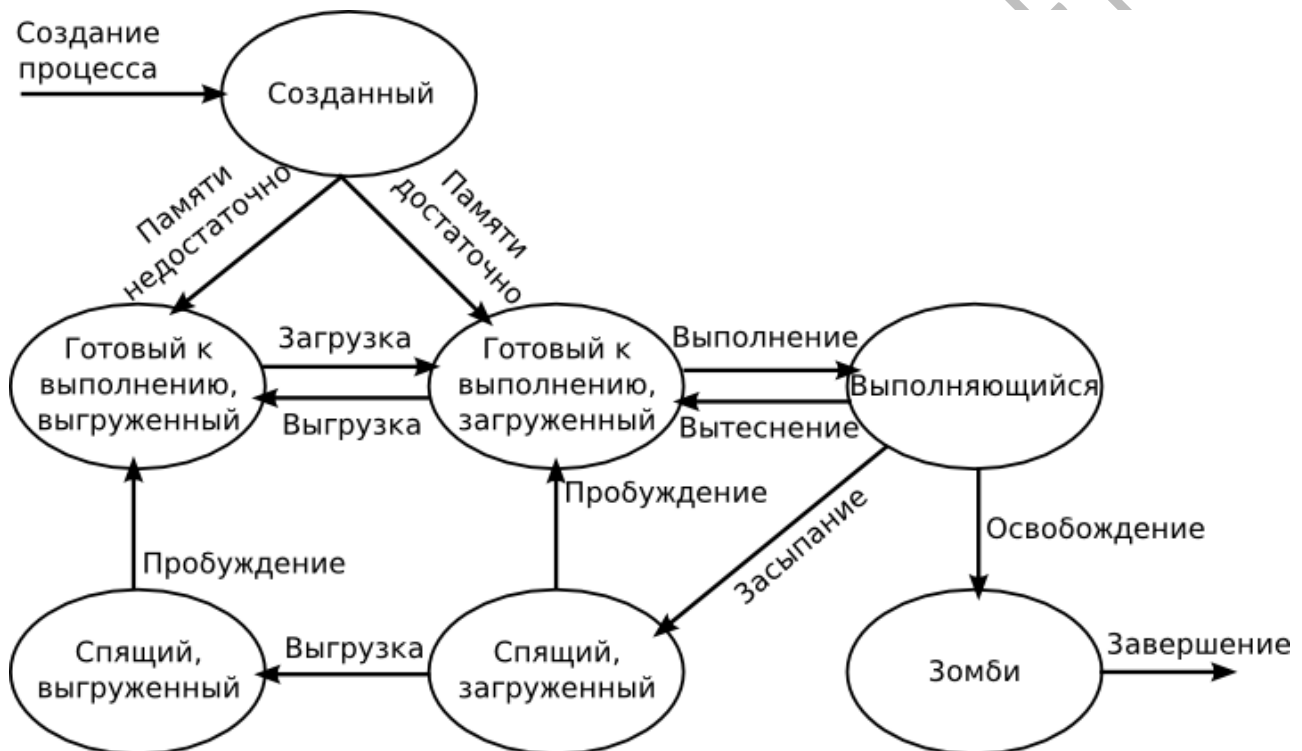 Создание
процесса
Созданный
Памяти
недостаточно
Памяти
достаточно
Готовый к
выполнению,
выгруженный
Загрузка
Выгрузка
Готовый к
выполнению,
загруженный
Выполнение
Вытеснение
Выполняющийся
Пробуждение
Пробуждение
Засыпание
Освобождение
Спящий,
выгруженный
Выгрузка
Спящий,
загруженный
Зомби
Завершение